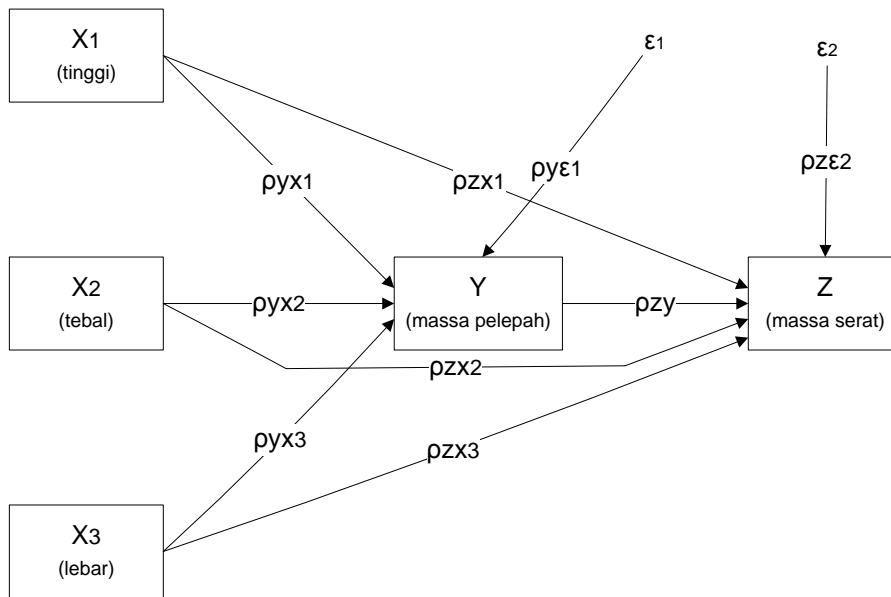 X1
(tinggi)
ε1
ε2
ρyx1
ρzx1
ρyε1
ρzε2
X2
(tebal)
ρyx2
Y
(massa pelepah)
ρzy
Z
(massa serat)
ρzx2
ρyx3
ρzx3
X3
(lebar)